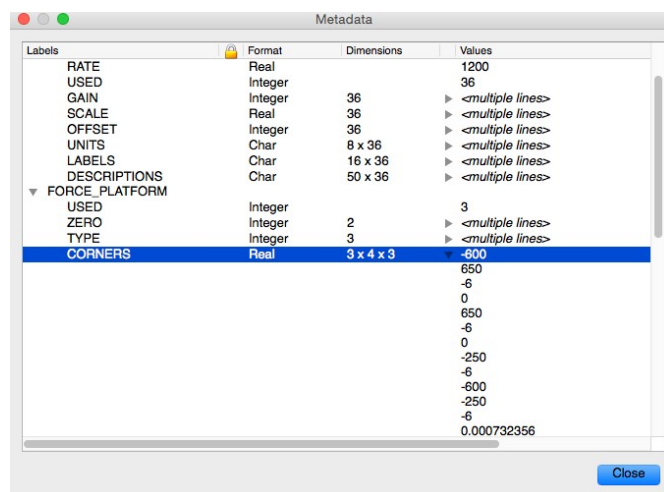 Metadata
Labels Format Dimensions Values
RATE Real 1200
USED Integer 36
GAIN Integer 36 <multiple lines>
SCALE Real 36 <multiple lines>
OFFSET Integer 36 <multiple lines>
UNITS Char 8 x 36 <multiple lines>
LABELS Char 16 x 36 <multiple lines>
DESCRIPTIONS Char 50 x 36 <multiple lines>
FORCE_PLATFORM
USED Integer 3
ZERO Integer 2 <multiple lines>
TYPE Integer 3 <multiple lines>
CORNERS Real 3 x 4 x 3 -600
650
-6
0
650
-6
0
-250
-6
-600
-250
-6
0.000732356
Close